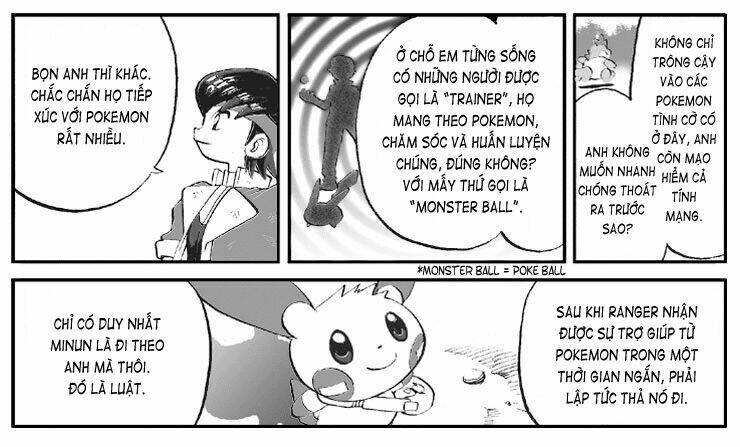 KHÔNG CHỈ
TRÔNG CẬY
VÀO CÁC
POKEMON
TÌNH CỜ CÓ
Ở ĐÂY, ANH
CÒN MẠO
HIỂM CẢ
TÍNH
MẠNG.
ANH KHÔNG
MUỐN NHANH
CHÓNG THOÁT
RA TRƯỚC
SAO?
Ở CHỖ EM TỪNG SỐNG
CÓ NHỮNG NGƯỜI ĐƯỢC
GỌI LÀ "TRAINER", HỌ
MANG THEO POKEMON,
CHĂM SÓC VÀ HUẤN LUYỆN
CHÚNG, ĐÚNG KHÔNG?
VỚI MẤY THỨ GỌI LÀ
"MONSTER BALL".
BỌN ANH THÌ KHÁC.
CHẮC CHẮN HỌ TIẾP
XÚC VỚI POKEMON
RẤT NHIỀU.
*MONSTER BALL = POKE BALL
SAU KHI RANGER NHẬN
ĐƯỢC SỰ TRỢ GIÚP TỪ
POKEMON TRONG MỘT
THỜI GIAN NGẮN, PHẢI
LẬP TỨC THẢ NÓ ĐI.
CHỈ CÓ DUY NHẤT
MINUN LÀ ĐI THEO
ANH MÀ THÔI.
ĐÓ LÀ LUẬT.